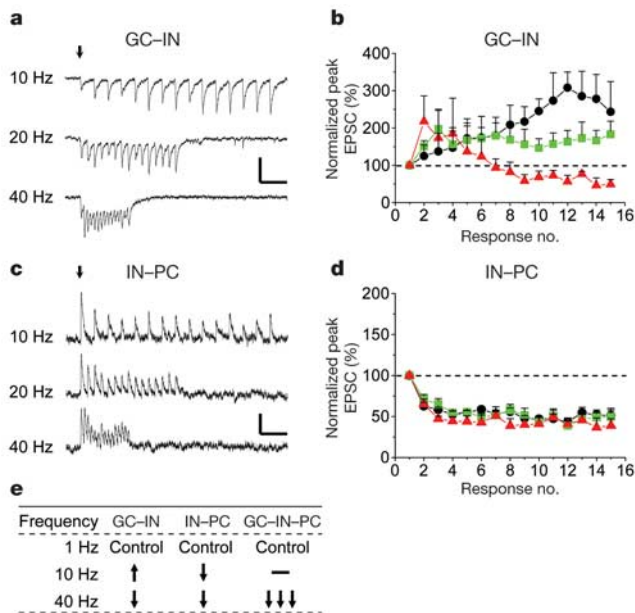 a
GC–IN
10 Hz
20 Hz
40 Hz
b
GC–IN
Normalized peak
EPSC (%)
400
300
200
100
0
0 2 4 6 8 10 12 14 16
Response no.
c
IN–PC
10 Hz
20 Hz
40 Hz
d
IN–PC
Normalized peak
EPSC (%)
200
150
100
50
0
0 2 4 6 8 10 12 14 16
Response no.
e
Frequency GC–IN IN–PC GC–IN–PC
1 Hz Control Control Control
10 Hz ↑ ↓ –
40 Hz ↓ ↓ ↓↓↓